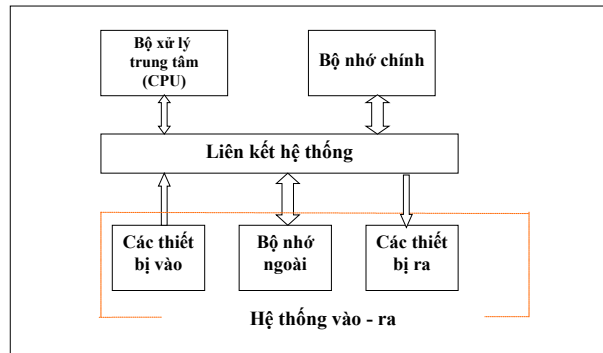 Bộ xử lý
trung tâm
(CPU)
Bộ nhớ chính
Liên kết hệ thống
Các thiết
bị vào
Bộ nhớ
ngoài
Các thiết
bị ra
Hệ thống vào - ra